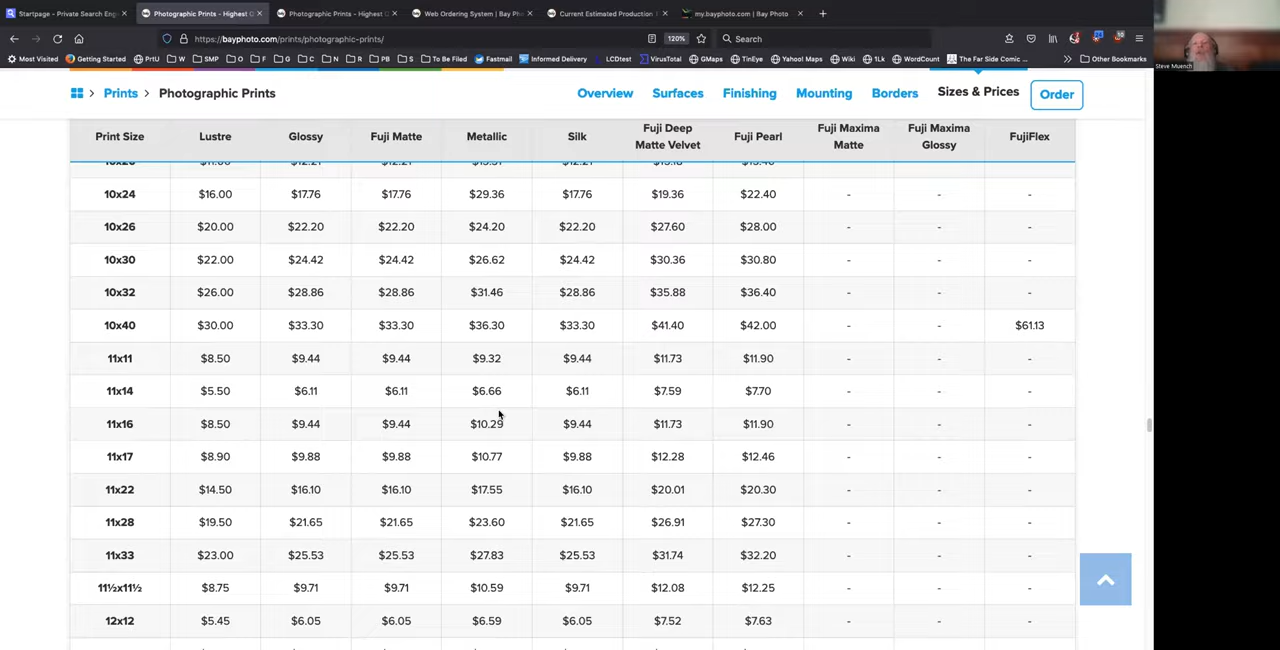 Startpage - Private Search En
Photographic Prints - Highest
Photographic Prints - Highest
Web Ordering System | Bay Ph
Current Estimated Production
my.bayphoto.com | Bay Photo
https://bayphoto.com/prints/photographic-prints/
120%
Search
Most Visited
Getting Started
PrtU
W
SMP
O
F
G
C
N
R
PB
S
To Be Filed
Fastmail
Informed Delivery
LCDtest
VirusTotal
GMaps
TinEye
Yahoo! Maps
Wiki
1Lk
WordCount
The Far Side Comic ...
Other Bookmarks
Steve Muench
Prints
Photographic Prints
Overview Surfaces Finishing Mounting Borders Sizes & Prices Order
Print Size Lustre Glossy Fuji Matte Metallic Silk Fuji Deep Matte Velvet Fuji Pearl Fuji Maxima Matte Fuji Maxima Glossy FujiFlex
10x24 $16.00 $17.76 $17.76 $29.36 $17.76 $19.36 $22.40 - - -
10x26 $20.00 $22.20 $22.20 $24.20 $22.20 $27.60 $28.00 - - -
10x30 $22.00 $24.42 $24.42 $26.62 $24.42 $30.36 $30.80 - - -
10x32 $26.00 $28.86 $28.86 $31.46 $28.86 $35.88 $36.40 - - -
10x40 $30.00 $33.30 $33.30 $36.30 $33.30 $41.40 $42.00 - - $61.13
11x11 $8.50 $9.44 $9.44 $9.32 $9.44 $11.73 $11.90 - - -
11x14 $5.50 $6.11 $6.11 $6.66 $6.11 $7.59 $7.70 - - -
11x16 $8.50 $9.44 $9.44 $10.29 $9.44 $11.73 $11.90 - - -
11x17 $8.90 $9.88 $9.88 $10.77 $9.88 $12.28 $12.46 - - -
11x22 $14.50 $16.10 $16.10 $17.55 $16.10 $20.01 $20.30 - - -
11x28 $19.50 $21.65 $21.65 $23.60 $21.65 $26.91 $27.30 - - -
11x33 $23.00 $25.53 $25.53 $27.83 $25.53 $31.74 $32.20 - - -
11½x11½ $8.75 $9.71 $9.71 $10.59 $9.71 $12.08 $12.25 - - -
12x12 $5.45 $6.05 $6.05 $6.59 $6.05 $7.52 $7.63 - - -